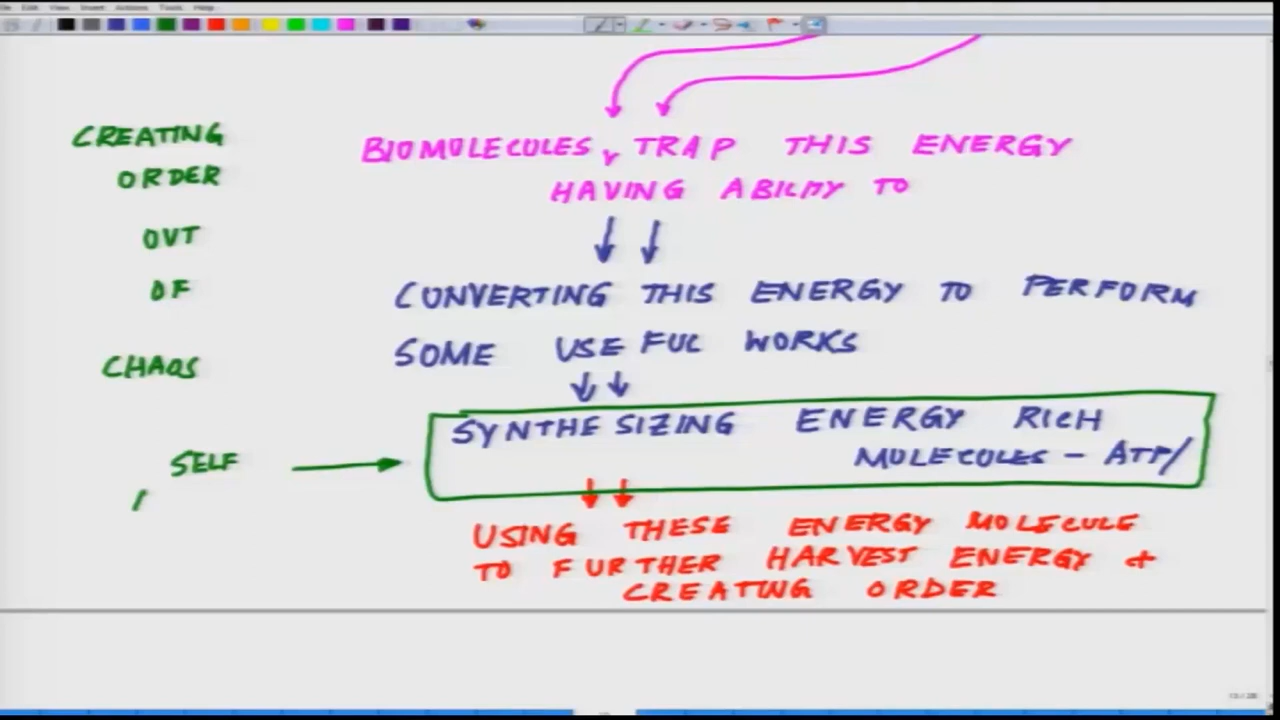 CREATING
ORDER
OUT
OF
CHAOS
SELF
BIOMOLECULES, TRAP THIS ENERGY
HAVING ABILITY TO
CONVERTING THIS ENERGY TO PERFORM
SOME USEFUL WORKS
SYNTHESIZING ENERGY RICH
MOLECULES - ATP/
USING THESE ENERGY MOLECULE
TO FURTHER HARVEST ENERGY +
CREATING ORDER